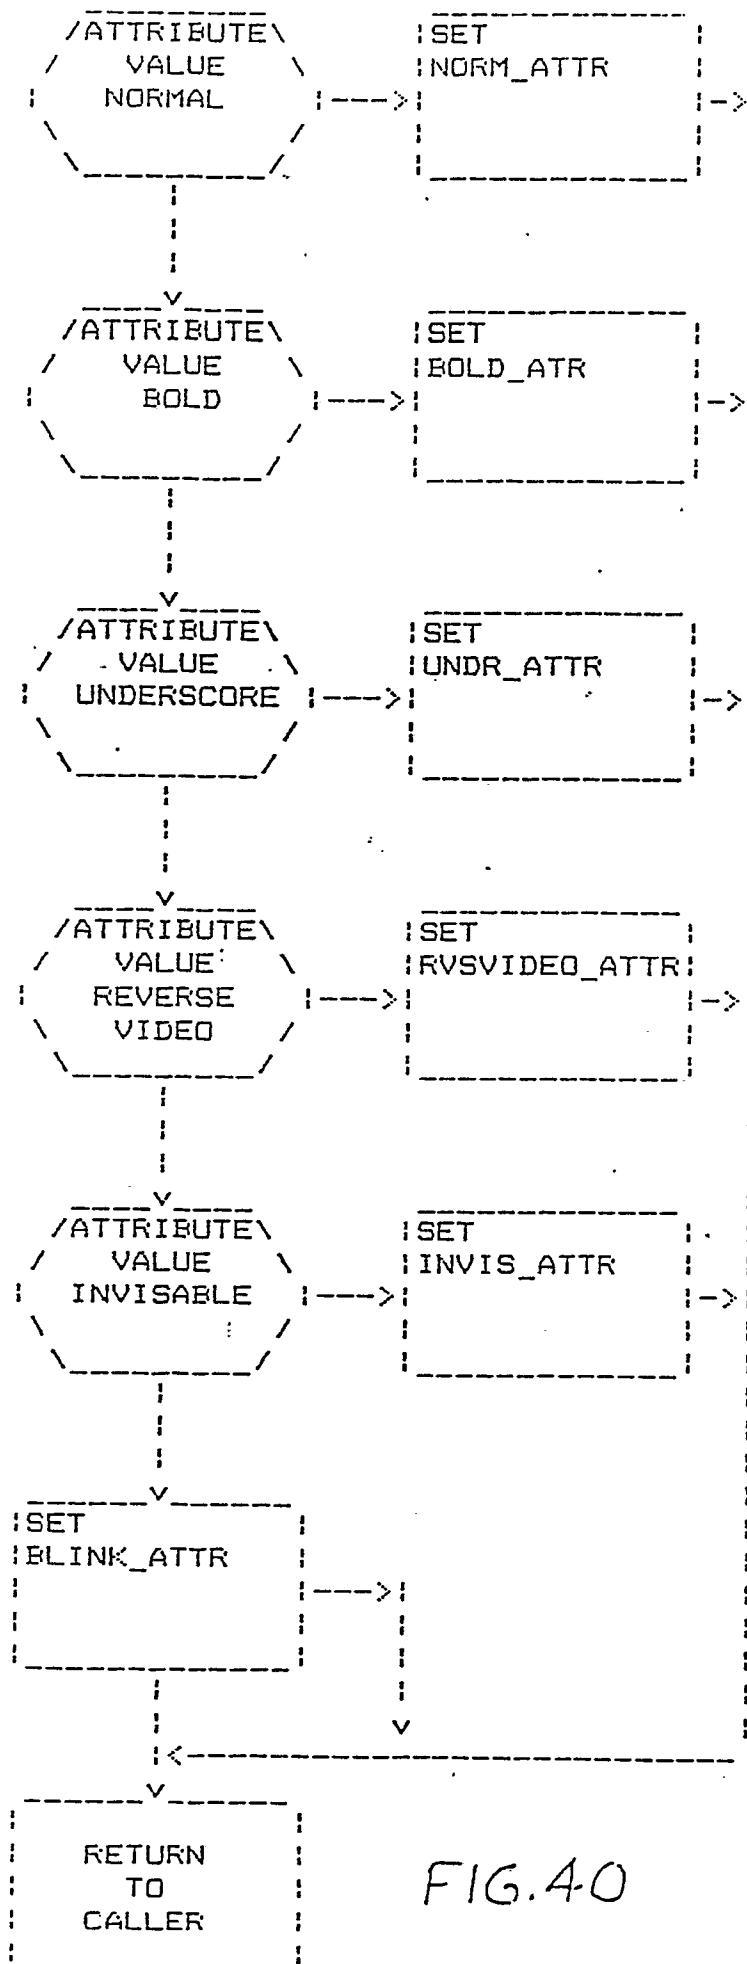 ATTRIBUTE
VALUE
NORMAL
SET
NORM_ATTR
ATTRIBUTE
VALUE
BOLD
SET
BOLD_ATR
ATTRIBUTE
VALUE
UNDERSCORE
SET
UNDR_ATTR
ATTRIBUTE
VALUE
REVERSE
VIDEO
SET
RVSVIDEO_ATTR
ATTRIBUTE
VALUE
INVISABLE
SET
INVIS_ATTR
SET
BLINK_ATTR
RETURN
TO
CALLER
FIG.40